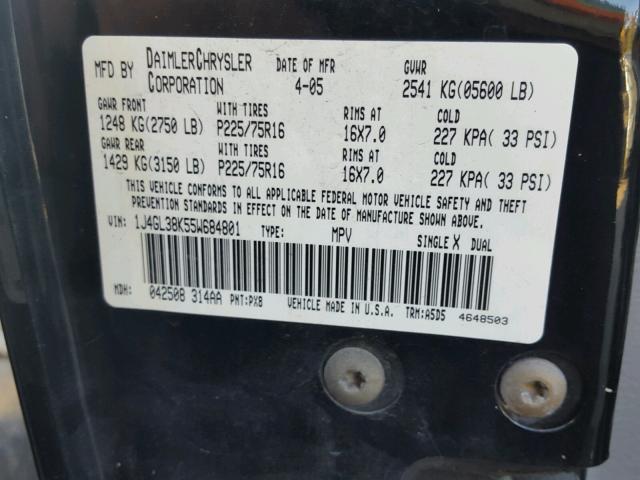 MFD BY DAIMLERCHRYSLER CORPORATION DATE OF MFR 4-05 GVWR 2541 KG(05600 LB)
GAWR FRONT WITH TIRES RIMS AT COLD
1248 KG(2750 LB) P225/75R16 16X7.0 227 KPA( 33 PSI)
GAWR REAR WITH TIRES RIMS AT COLD
1429 KG(3150 LB) P225/75R16 16X7.0 227 KPA( 33 PSI)
THIS VEHICLE CONFORMS TO ALL APPLICABLE FEDERAL MOTOR VEHICLE SAFETY AND THEFT
PREVENTION STANDARDS IN EFFECT ON THE DATE OF MANUFACTURE SHOWN ABOVE.
VIN: 1J4GL38K55W684801 TYPE: MPV SINGLE X DUAL
MDH: 042508 314AA PNT:PX8 VEHICLE MADE IN U.S.A. TRM:A5D5 4648503